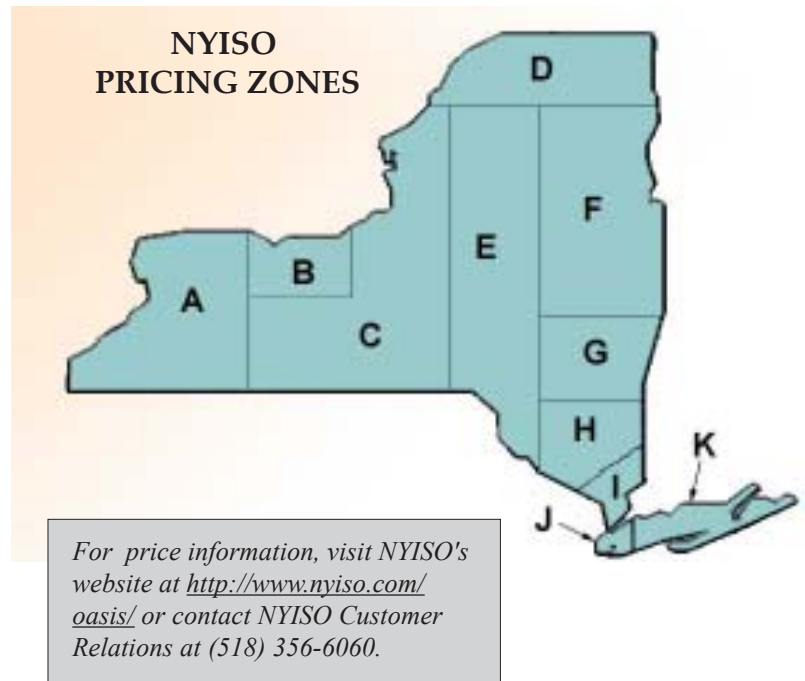 NYISO
PRICING ZONES
D
F
E
B
A
C
G
H
K
I
J
For price information, visit NYISO's
website at http://www.nyiso.com/
oasis/ or contact NYISO Customer
Relations at (518) 356-6060.